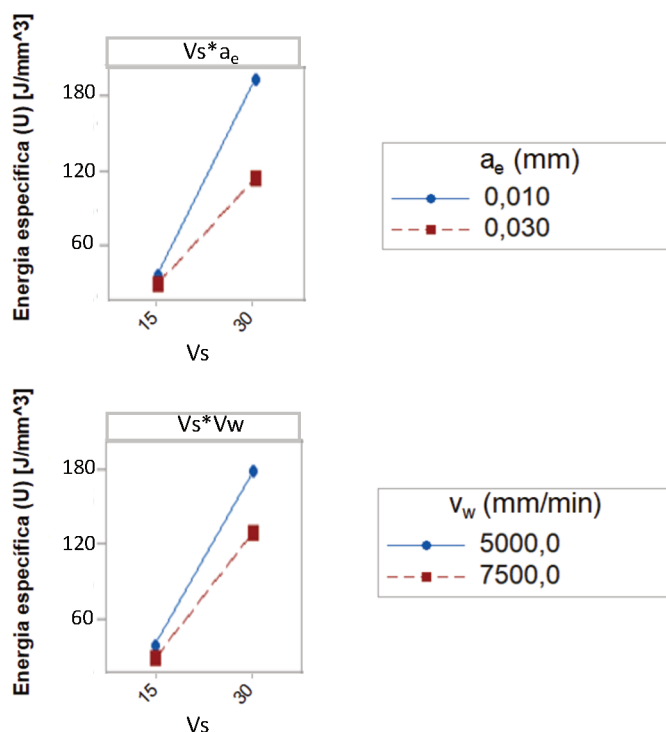 Vs*aₑ
Energia específica (U) [J/mm^3]
180
120
60
15
30
Vs
aₑ (mm)
0,010
0,030
Vs*Vw
Energia específica (U) [J/mm^3]
180
120
60
15
30
Vs
v_w (mm/min)
5000,0
7500,0